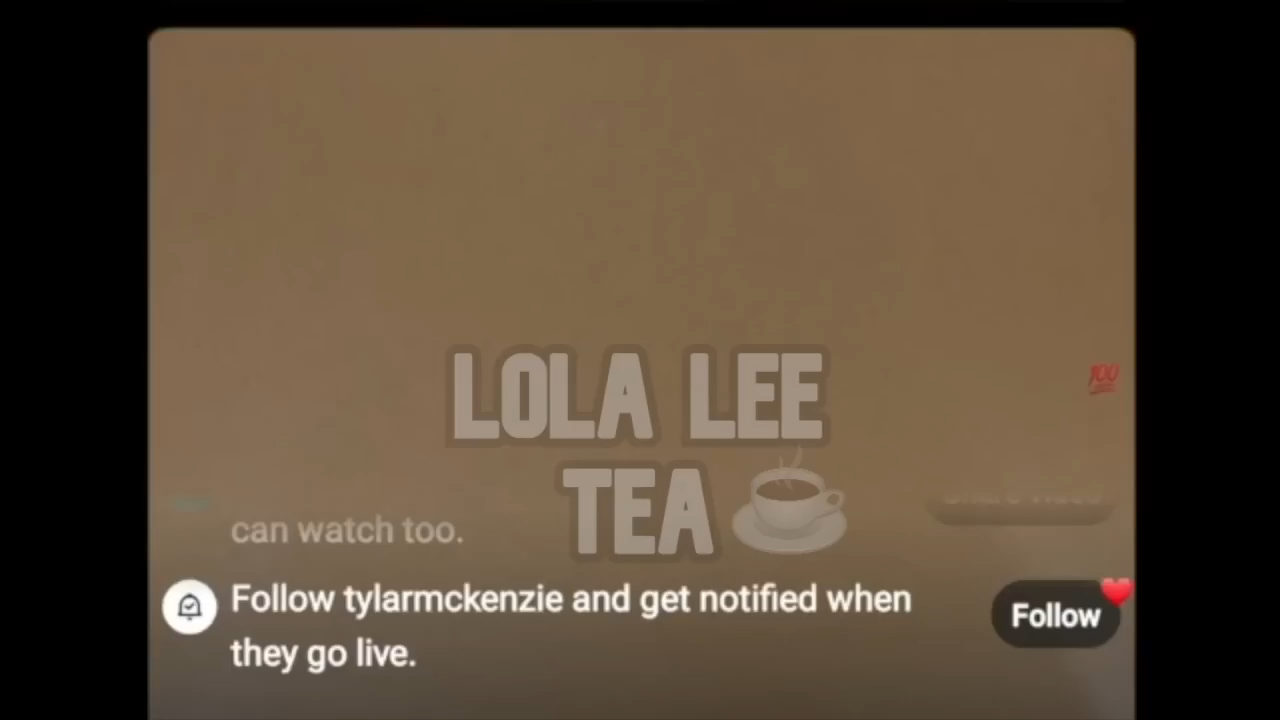 LOLA LEE
TEA
can watch too.
Follow tylarmckenzie and get notified when
they go live.
Follow